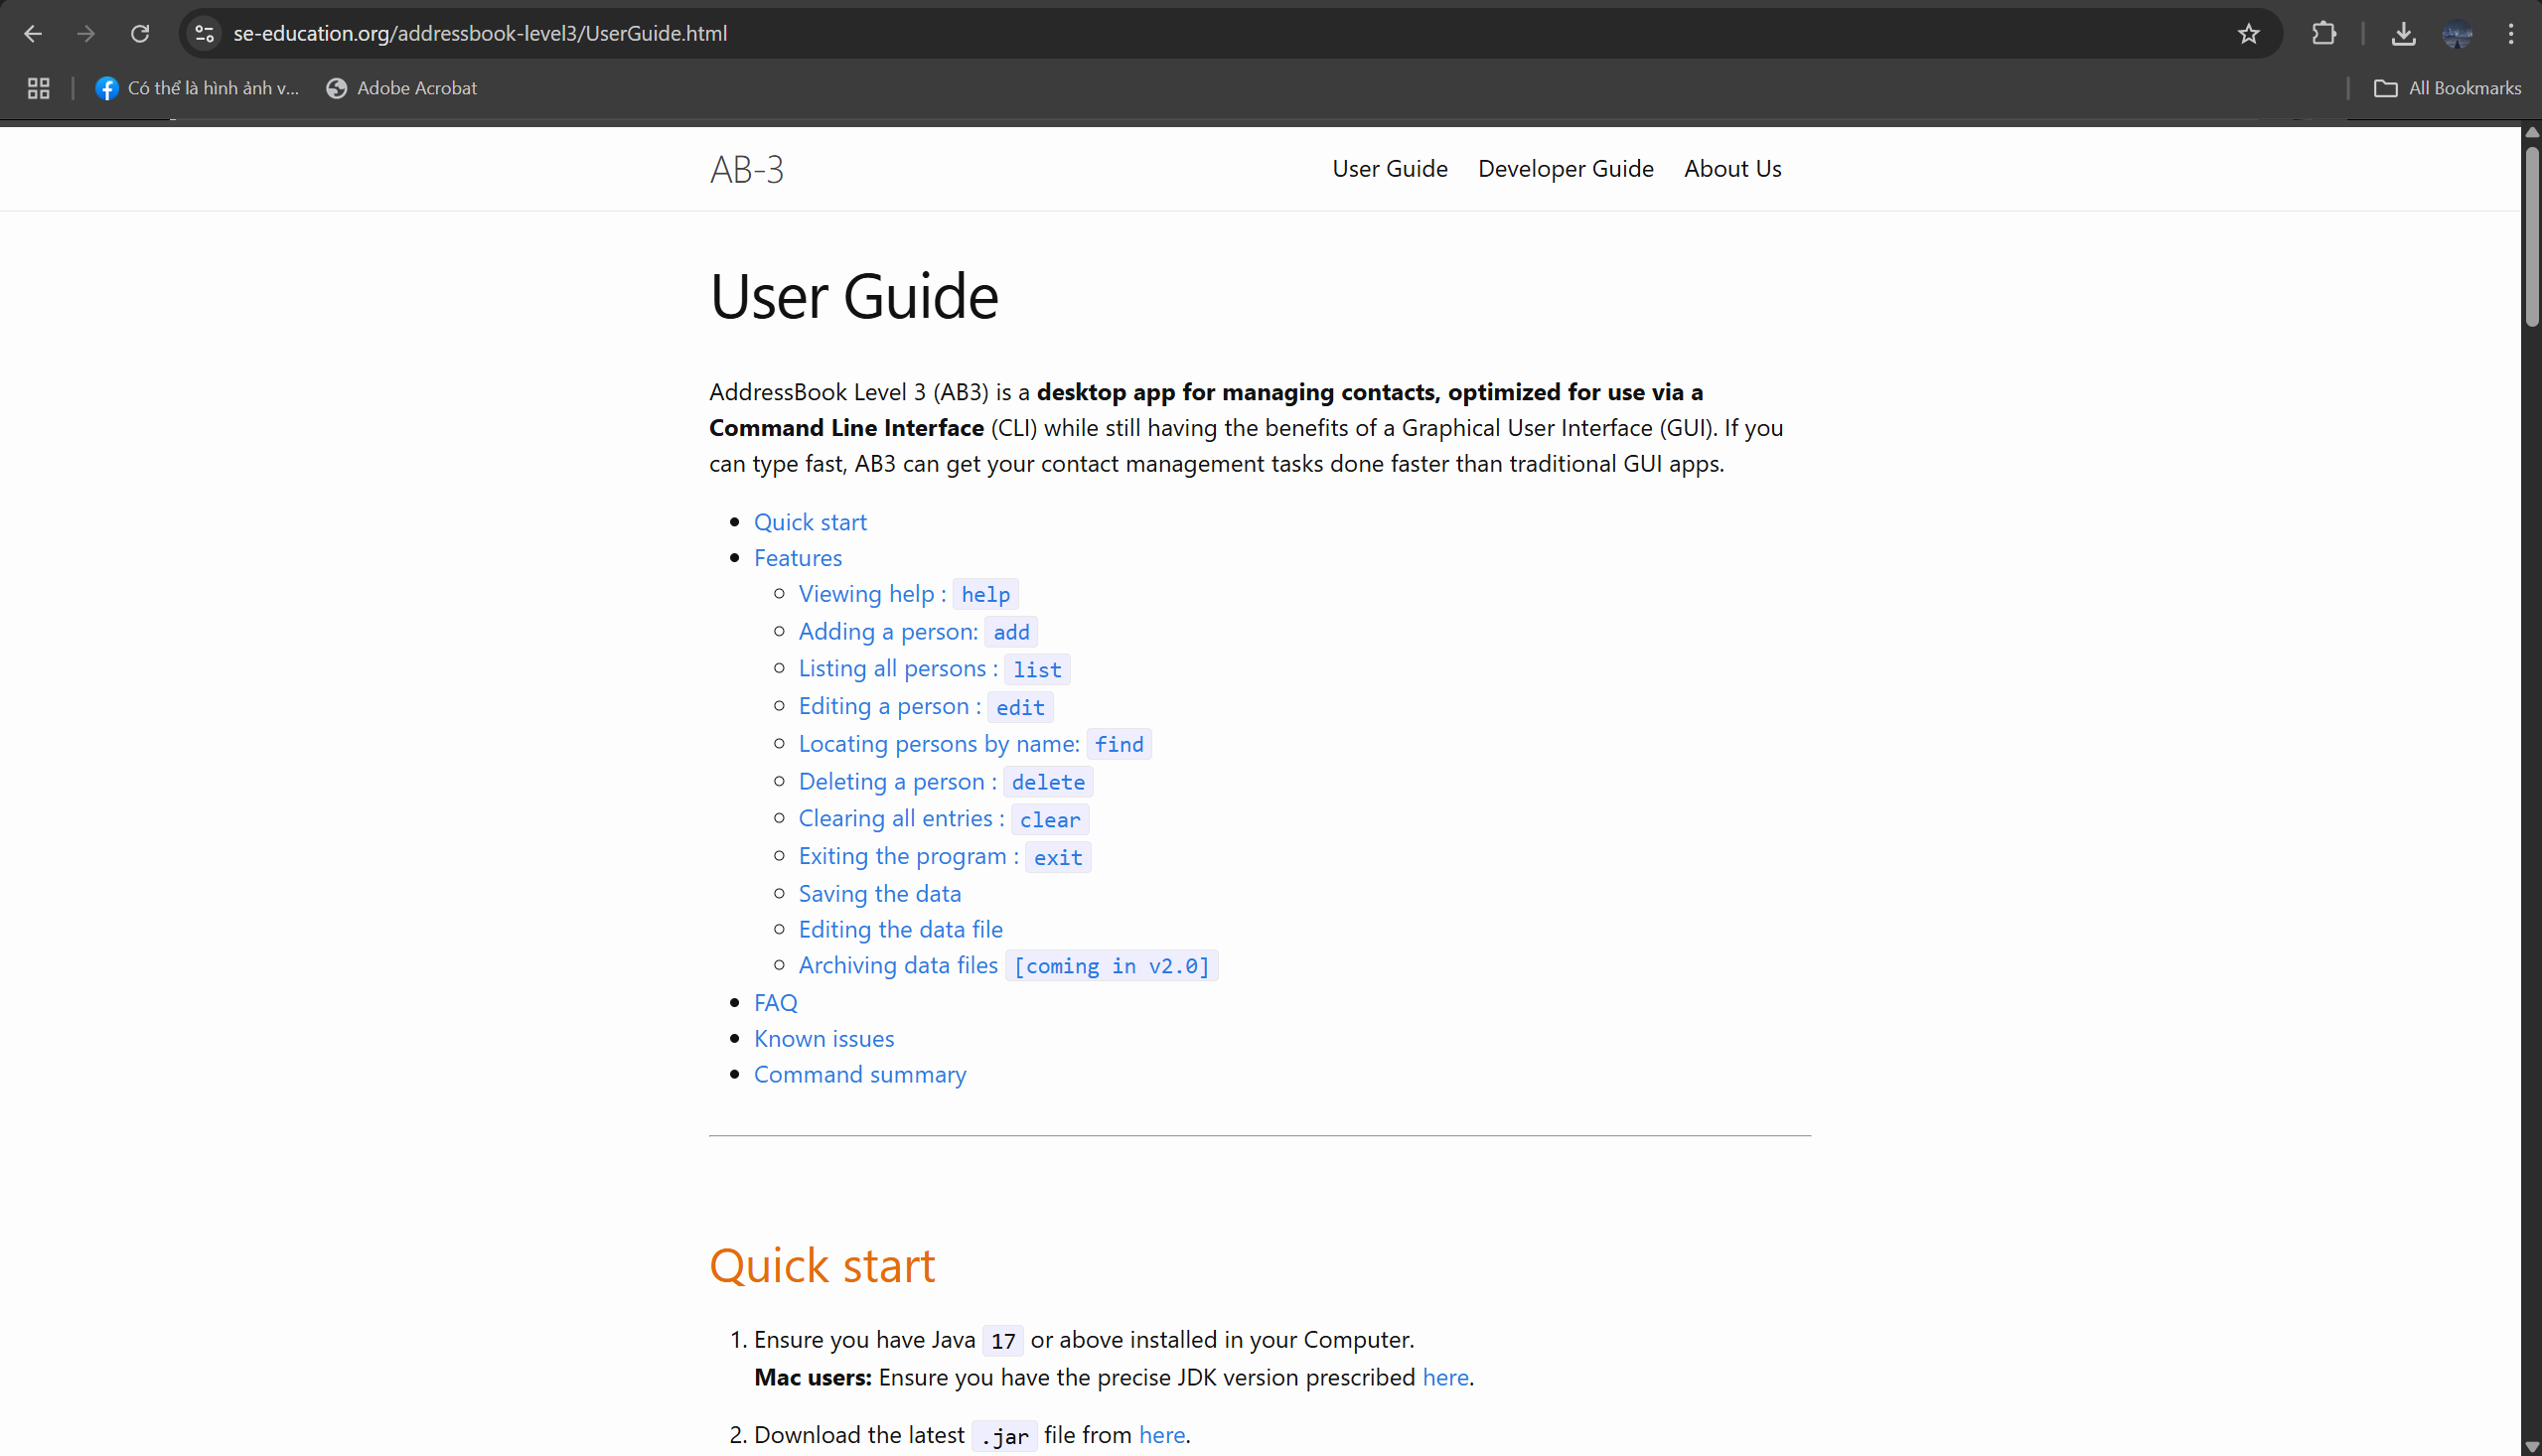 se-education.org/addressbook-level3/UserGuide.html
Có thể là hình ảnh v...
Adobe Acrobat
All Bookmarks
AB-3
User Guide
Developer Guide
About Us
User Guide
AddressBook Level 3 (AB3) is a desktop app for managing contacts, optimized for use via a
Command Line Interface (CLI) while still having the benefits of a Graphical User Interface (GUI). If you
can type fast, AB3 can get your contact management tasks done faster than traditional GUI apps.
Quick start
Features
Viewing help : help
Adding a person: add
Listing all persons : list
Editing a person : edit
Locating persons by name: find
Deleting a person : delete
Clearing all entries : clear
Exiting the program : exit
Saving the data
Editing the data file
Archiving data files [coming in v2.0]
FAQ
Known issues
Command summary
Quick start
1. Ensure you have Java 17 or above installed in your Computer.
Mac users: Ensure you have the precise JDK version prescribed here.
2. Download the latest .jar file from here.